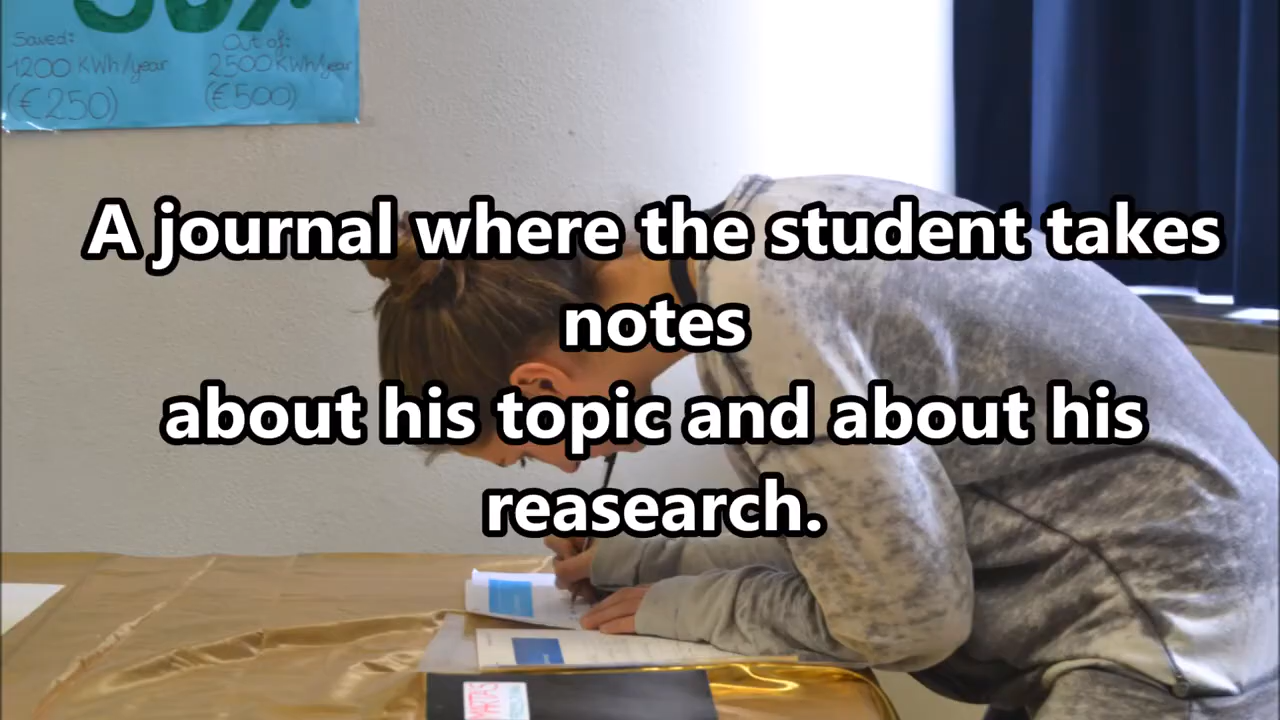 Saved:
1200 KWh/year
(€250)
Out of:
2500 KWh/year
(€500)
A journal where the student takes
notes
about his topic and about his
reasearch.